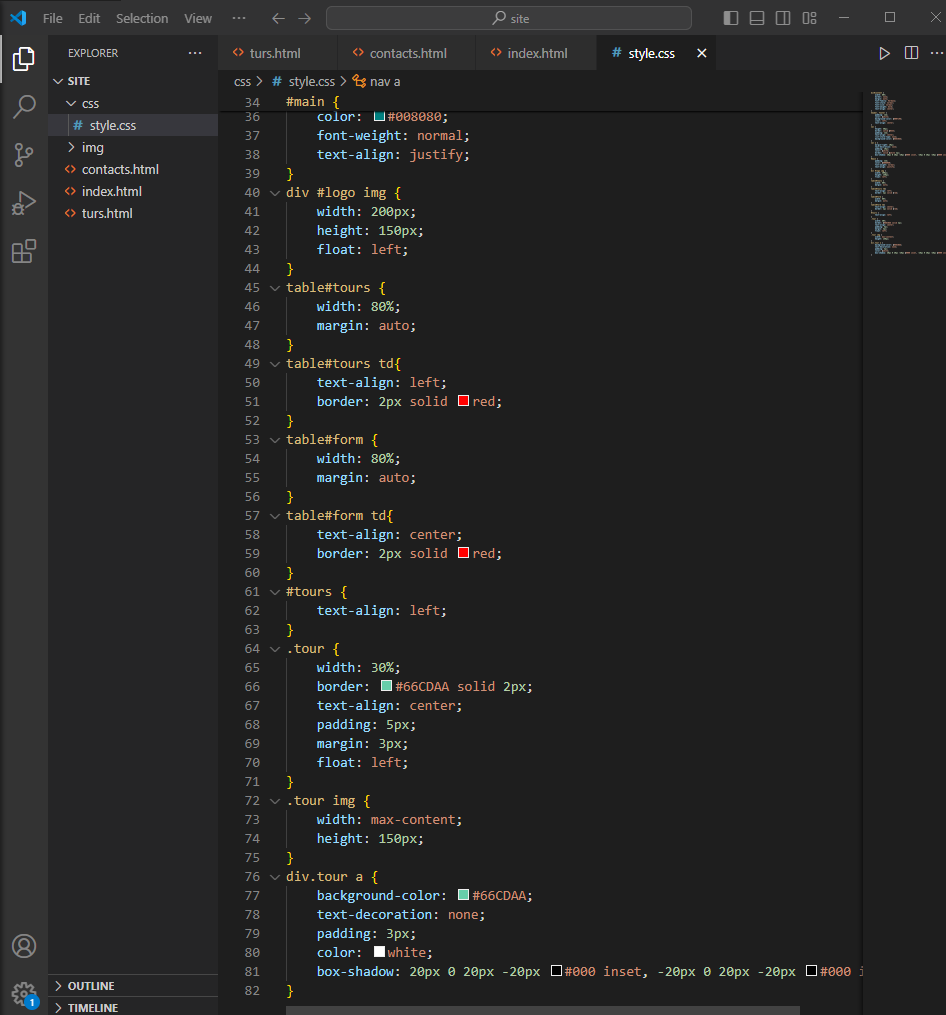 File Edit Selection View ··· site
EXPLORER ···
turs.html contacts.html index.html # style.css
SITE
css
# style.css
img
contacts.html
index.html
turs.html
OUTLINE
TIMELINE
1
css > # style.css > nav a
34 #main {
36 color: #008080;
37 font-weight: normal;
38 text-align: justify;
39 }
40 div #logo img {
41 width: 200px;
42 height: 150px;
43 float: left;
44 }
45 table#tours {
46 width: 80%;
47 margin: auto;
48 }
49 table#tours td{
50 text-align: left;
51 border: 2px solid red;
52 }
53 table#form {
54 width: 80%;
55 margin: auto;
56 }
57 table#form td{
58 text-align: center;
59 border: 2px solid red;
60 }
61 #tours {
62 text-align: left;
63 }
64 .tour {
65 width: 30%;
66 border: #66CDAA solid 2px;
67 text-align: center;
68 padding: 5px;
69 margin: 3px;
70 float: left;
71 }
72 .tour img {
73 width: max-content;
74 height: 150px;
75 }
76 div.tour a {
77 background-color: #66CDAA;
78 text-decoration: none;
79 padding: 3px;
80 color: white;
81 box-shadow: 20px 0 20px -20px #000 inset, -20px 0 20px -20px #000 i
82 }